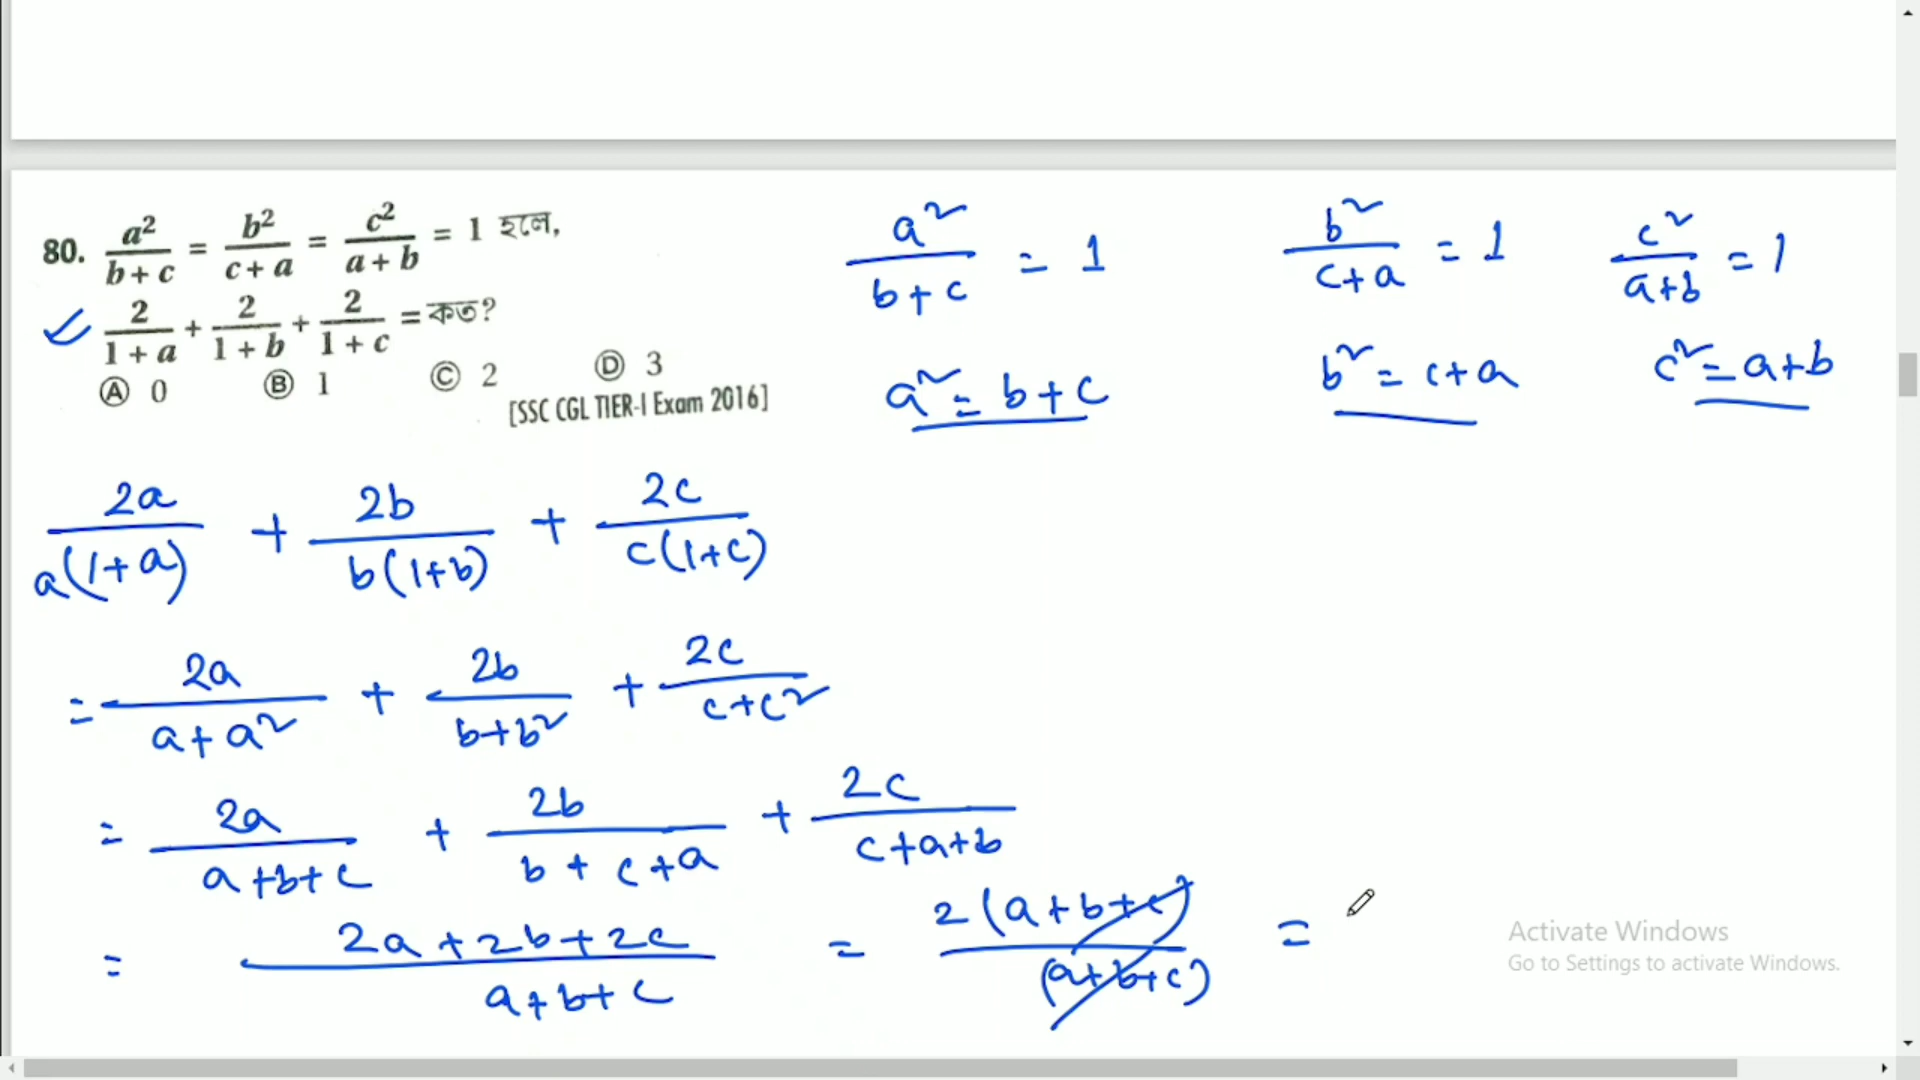 80. a²/(b + c) = b²/(c + a) = c²/(a + b) = 1 হলে,
2/(1 + a) + 2/(1 + b) + 2/(1 + c) = কত?
Ⓐ 0 Ⓑ 1 Ⓒ 2 Ⓓ 3
[SSC CGL TIER-I Exam 2016]
a²/(b+c) = 1 b²/(c+a) = 1 c²/(a+b) = 1
a² = b+c b² = c+a c² = a+b
2a/(a(1+a)) + 2b/(b(1+b)) + 2c/(c(1+c))
= 2a/(a+a²) + 2b/(b+b²) + 2c/(c+c²)
= 2a/(a+b+c) + 2b/(b+c+a) + 2c/(c+a+b)
= (2a+2b+2c)/(a+b+c) = 2(a+b+c)/(a+b+c) =
Activate Windows
Go to Settings to activate Windows.